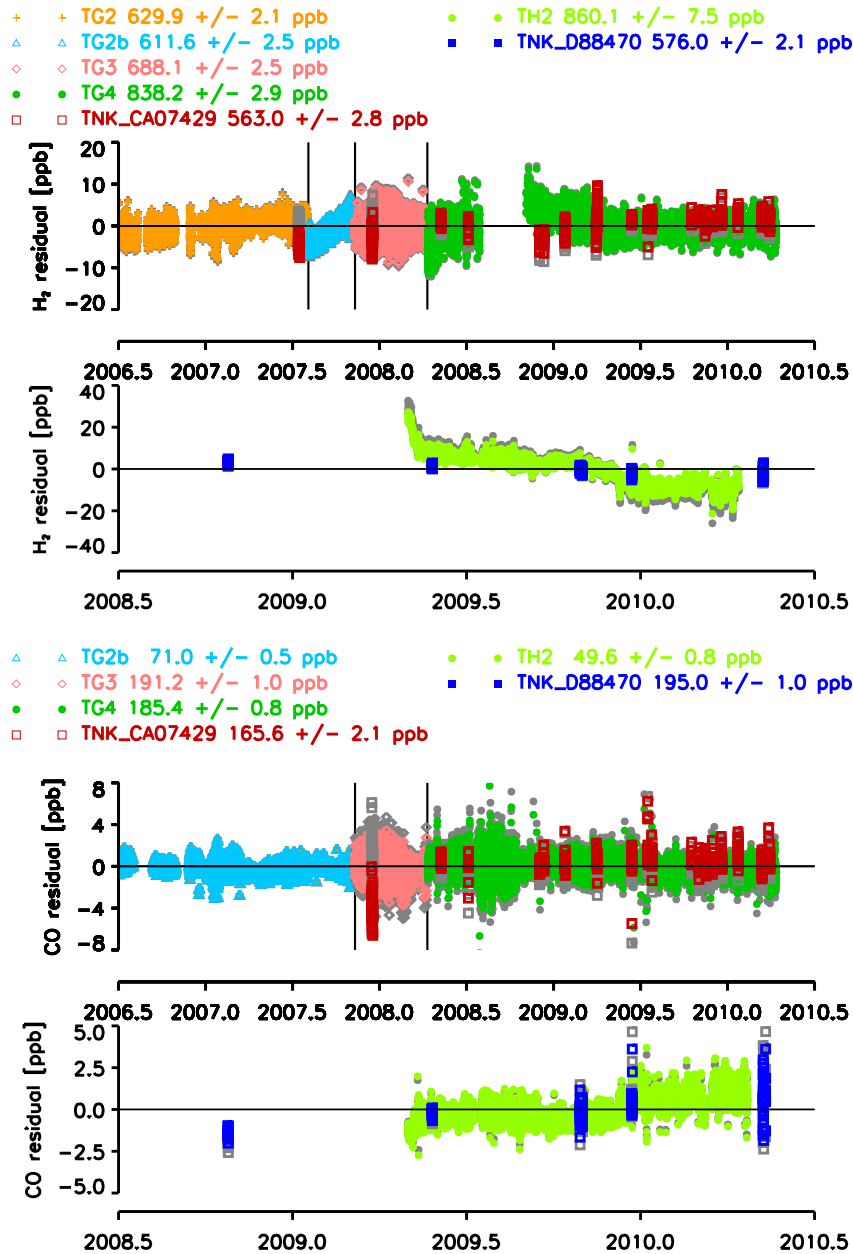 TG2 629.9 +/- 2.1 ppb
TH2 860.1 +/- 7.5 ppb
TG2b 611.6 +/- 2.5 ppb
TNK_D88470 576.0 +/- 2.1 ppb
TG3 688.1 +/- 2.5 ppb
TG4 838.2 +/- 2.9 ppb
TNK_CA07429 563.0 +/- 2.8 ppb
H₂ residual [ppb]
20
10
0
-10
-20
2006.5 2007.0 2007.5 2008.0 2008.5 2009.0 2009.5 2010.0 2010.5
H₂ residual [ppb]
40
20
0
-20
-40
2008.5 2009.0 2009.5 2010.0 2010.5
TG2b 71.0 +/- 0.5 ppb
TH2 49.6 +/- 0.8 ppb
TG3 191.2 +/- 1.0 ppb
TNK_D88470 195.0 +/- 1.0 ppb
TG4 185.4 +/- 0.8 ppb
TNK_CA07429 165.6 +/- 2.1 ppb
CO residual [ppb]
8
4
0
-4
-8
2006.5 2007.0 2007.5 2008.0 2008.5 2009.0 2009.5 2010.0 2010.5
CO residual [ppb]
5.0
2.5
0.0
-2.5
-5.0
2008.5 2009.0 2009.5 2010.0 2010.5